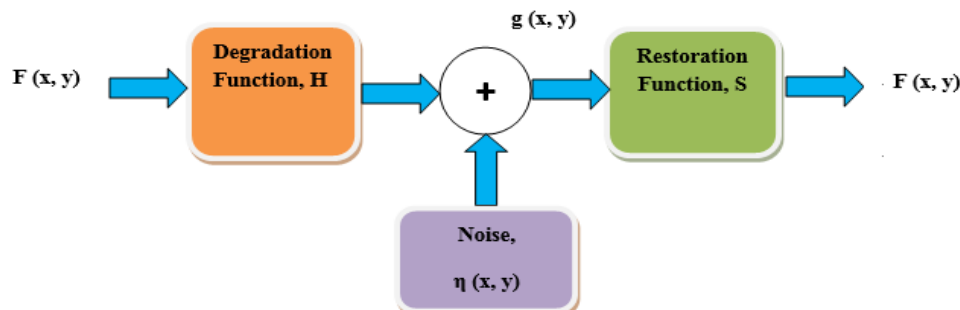 F (x, y)
Degradation
Function, H
+
g (x, y)
Restoration
Function, S
F (x, y)
Noise,
η (x, y)